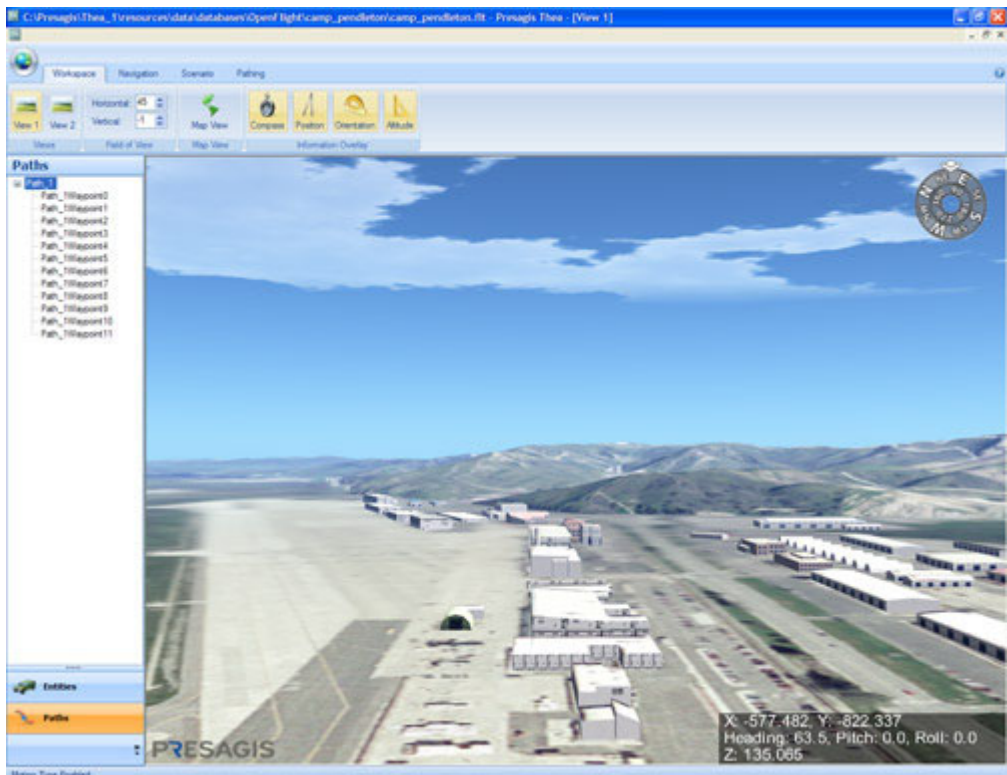 C:\Presagis\Thea_1\resources\data\databases\OpenFlight\camp_pendleton\camp_pendleton.flt - Presagis Thea - [View 1]
Workspace Navigation Scenario Pathing
View 1 View 2 Horizontal: 45 Vertical: -1 Map View Compass Position Orientation Altitude
Views Field of View Map View Information Overlay
Paths
Path_1
Path_1Waypoint0
Path_1Waypoint1
Path_1Waypoint2
Path_1Waypoint3
Path_1Waypoint4
Path_1Waypoint5
Path_1Waypoint6
Path_1Waypoint7
Path_1Waypoint8
Path_1Waypoint9
Path_1Waypoint10
Path_1Waypoint11
N E S W
Entities
Paths
PRESAGIS
X: -577.482, Y: -822.337
Heading: 63.5, Pitch: 0.0, Roll: 0.0
Z: 135.065